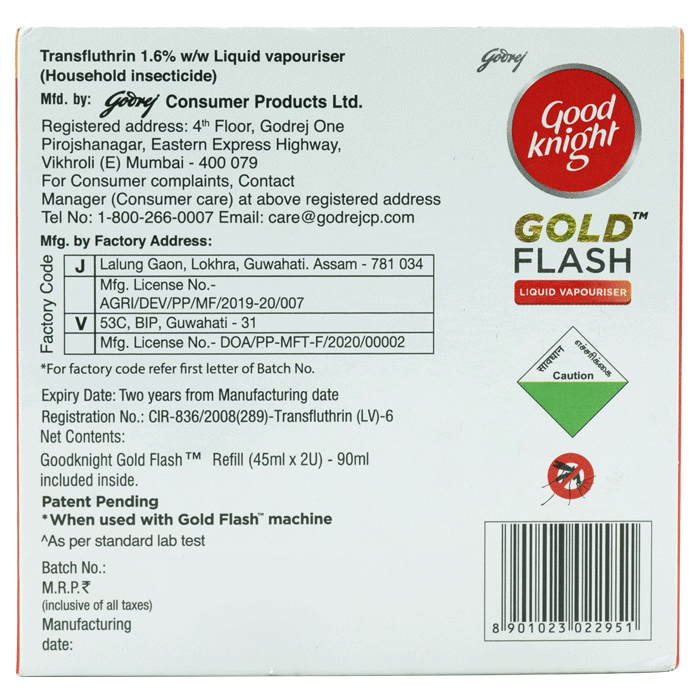 Transfluthrin 1.6% w/w Liquid vapouriser
(Household insecticide)
Mfd. by: Godrej Consumer Products Ltd.
Registered address: 4th Floor, Godrej One
Pirojshanagar, Eastern Express Highway,
Vikhroli (E) Mumbai - 400 079
For Consumer complaints, Contact
Manager (Consumer care) at above registered address
Tel No: 1-800-266-0007 Email: care@godrejcp.com
Mfg. by Factory Address:
Factory Code
J Lalung Gaon, Lokhra, Guwahati. Assam - 781 034
Mfg. License No.-
AGRI/DEV/PP/MF/2019-20/007
V 53C, BIP, Guwahati - 31
Mfg. License No.- DOA/PP-MFT-F/2020/00002
*For factory code refer first letter of Batch No.
Expiry Date: Two years from Manufacturing date
Registration No.: CIR-836/2008(289)-Transfluthrin (LV)-6
Net Contents:
Goodknight Gold Flash™ Refill (45ml x 2U) - 90ml
included inside.
Patent Pending
*When used with Gold Flash™ machine
^As per standard lab test
Batch No.:
M.R.P.₹
(inclusive of all taxes)
Manufacturing
date:
Godrej
Good
knight
GOLD™
FLASH
LIQUID VAPOURISER
सावधान
எச்சரிக்கை
Caution
8 901023 022951